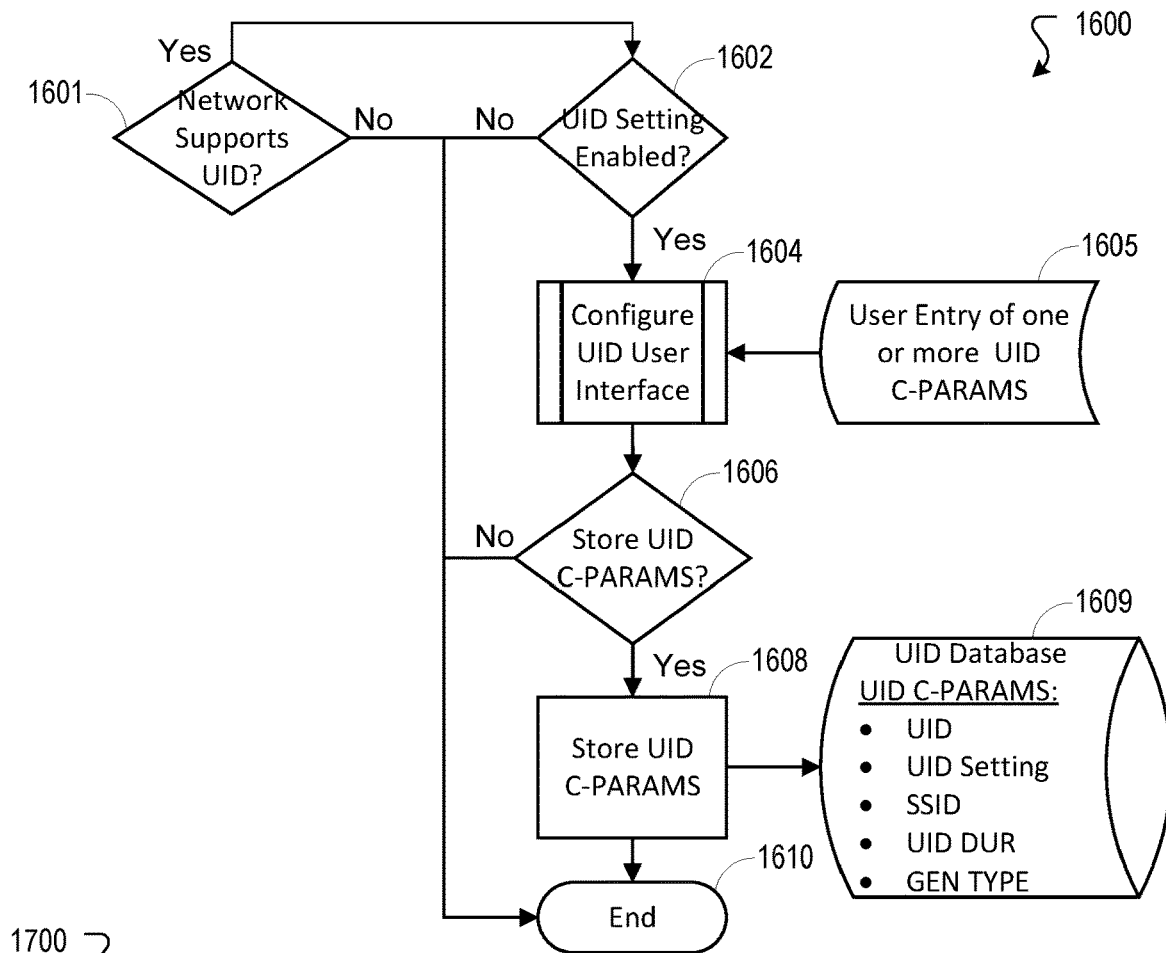 1600
Yes
1602
1601
Network
Supports
UID?
No
No
UID Setting
Enabled?
Yes
1604
1605
Configure
UID User
Interface
User Entry of one
or more UID
C-PARAMS
1606
No
Store UID
C-PARAMS?
1609
Yes
1608
UID Database
UID C-PARAMS:
● UID
● UID Setting
● SSID
● UID DUR
● GEN TYPE
Store UID
C-PARAMS
1610
End
1700